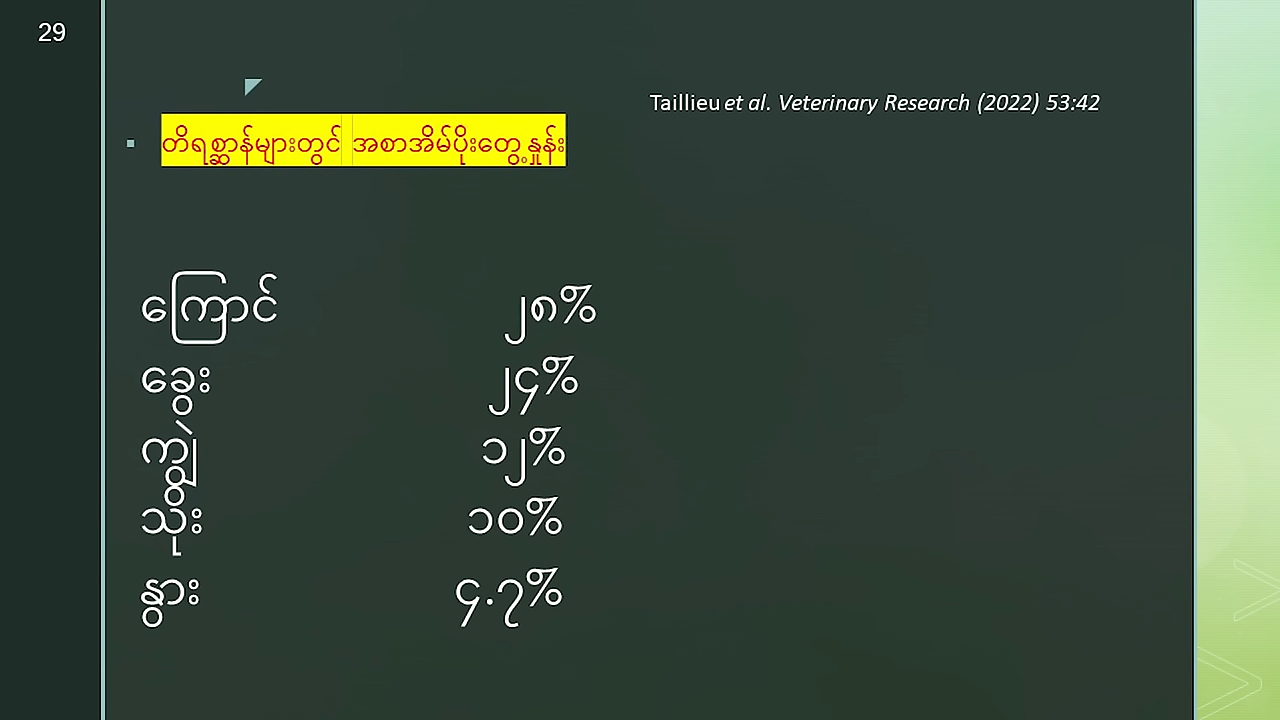 29
Taillieu et al. Veterinary Research (2022) 53:42
တိရစ္ဆာန်များတွင် အစာအိမ်ပိုးတွေ့နှုန်း
ကြောင် ၂၈%
ခွေး ၂၄%
ကျွဲ ၁၂%
သိုး ၁၀%
နွား ၄.၇%